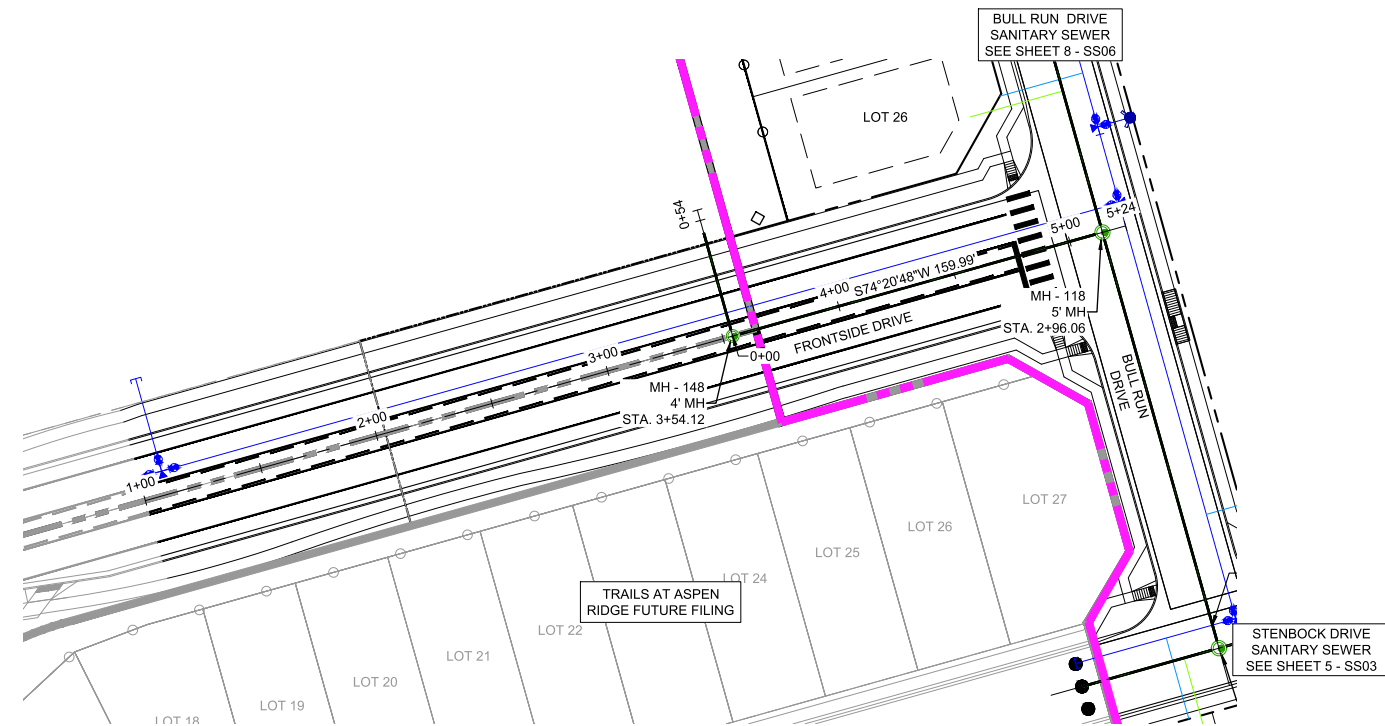 BULL RUN  DRIVE
SANITARY SEWER
SEE SHEET 8 - SS06
LOT 26
0+54
5+24
5+00
4+00
S74°20'48"W 159.99'
MH - 118
5' MH
STA. 2+96.06
FRONTSIDE DRIVE
3+00
0+00
MH - 148
4' MH
STA. 3+54.12
2+00
1+00
BULL RUN
DRIVE
LOT 27
LOT 26
LOT 25
LOT 24
TRAILS AT ASPEN
RIDGE FUTURE FILING
LOT 22
LOT 21
LOT 20
LOT 19
LOT 18
STENBOCK DRIVE
SANITARY SEWER
SEE SHEET 5 - SS03